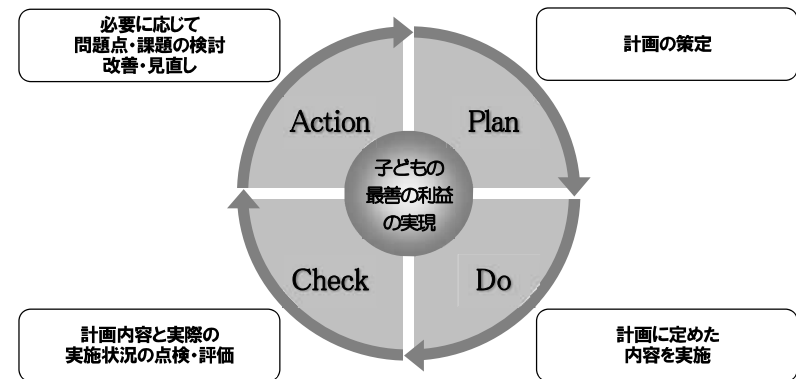 必要に応じて
問題点・課題の検討
改善・見直し
計画の策定
Action
Plan
子どもの
最善の利益
の実現
Check
Do
計画内容と実際の
実施状況の点検・評価
計画に定めた
内容を実施